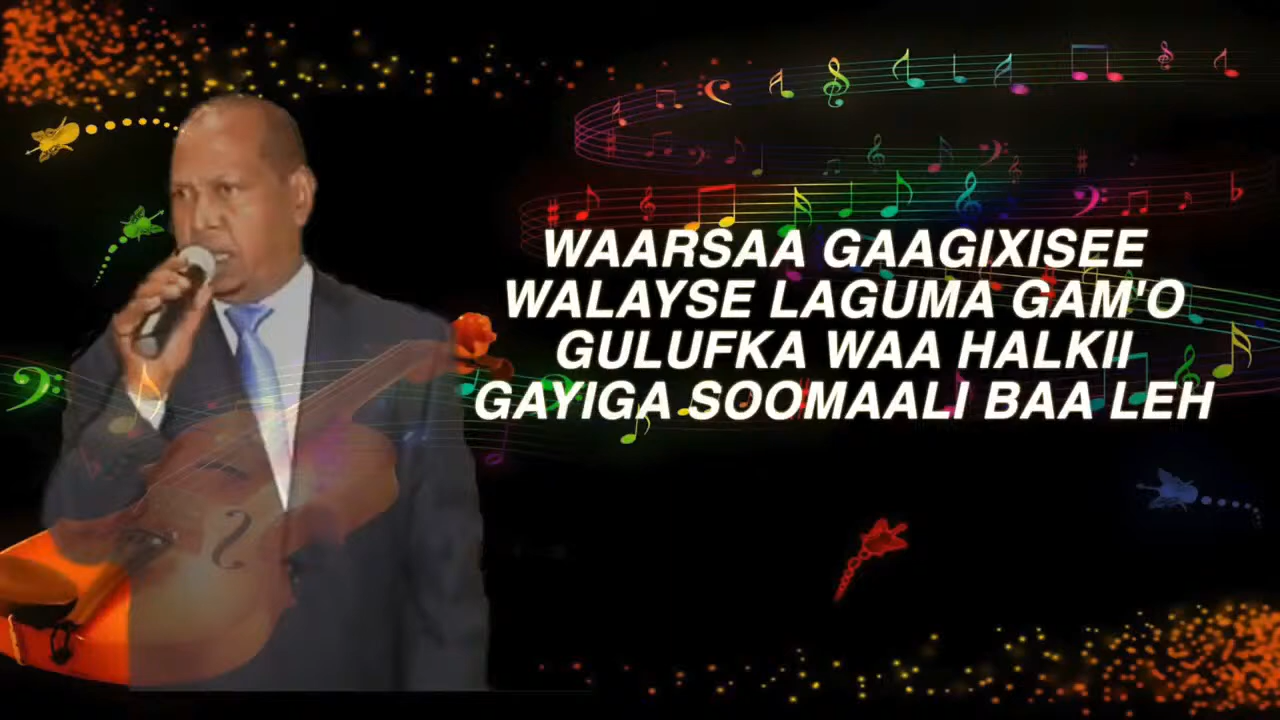 WAARSAA GAAGIXISEE
WALAYSE LAGUMA GAM'O
GULUFKA WAA HALKII
GAYIGA SOOMAALI BAA LEH